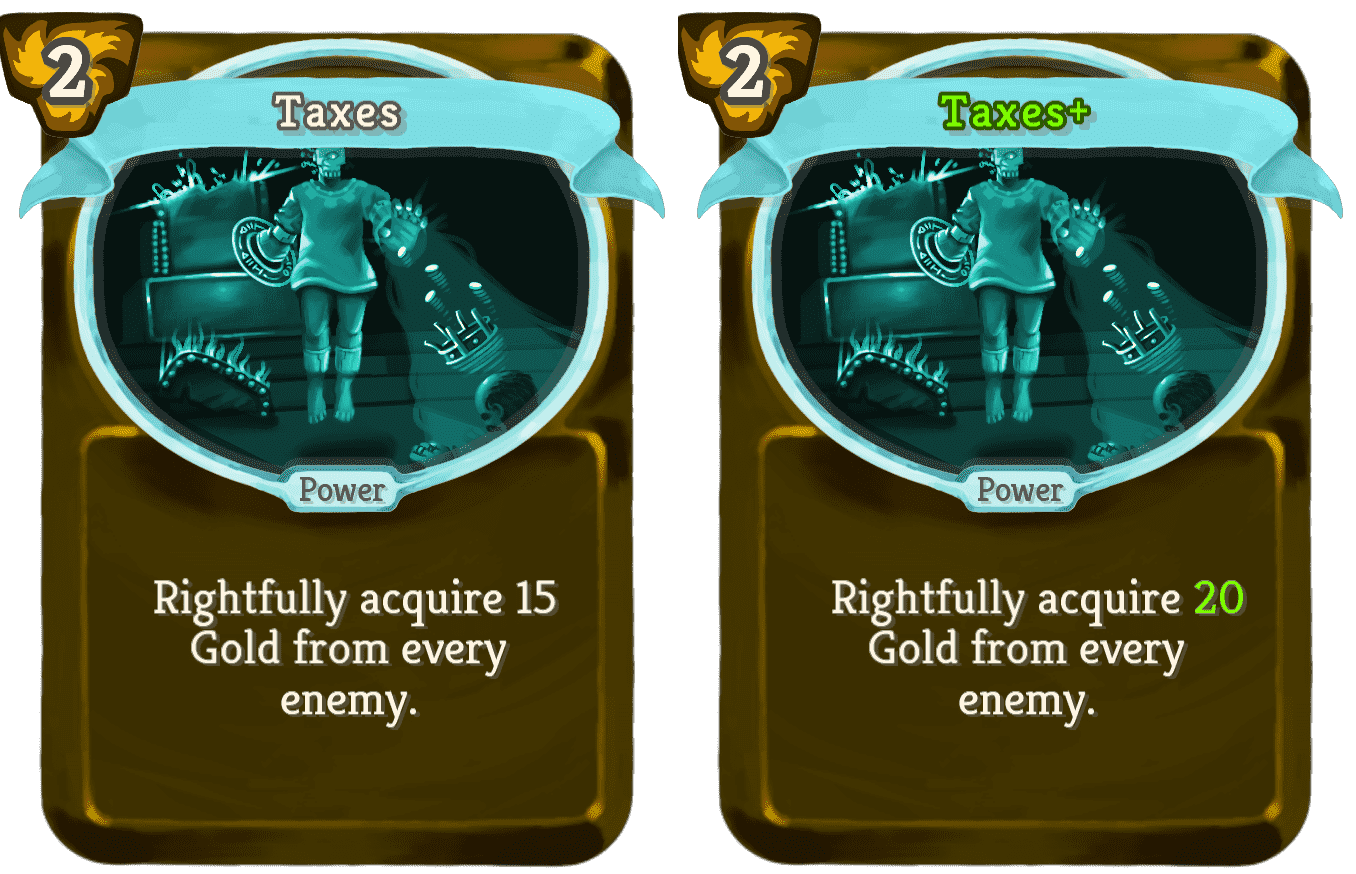 2
Taxes
Power
Rightfully acquire 15
Gold from every
enemy.
2
Taxes+
Power
Rightfully acquire 20
Gold from every
enemy.